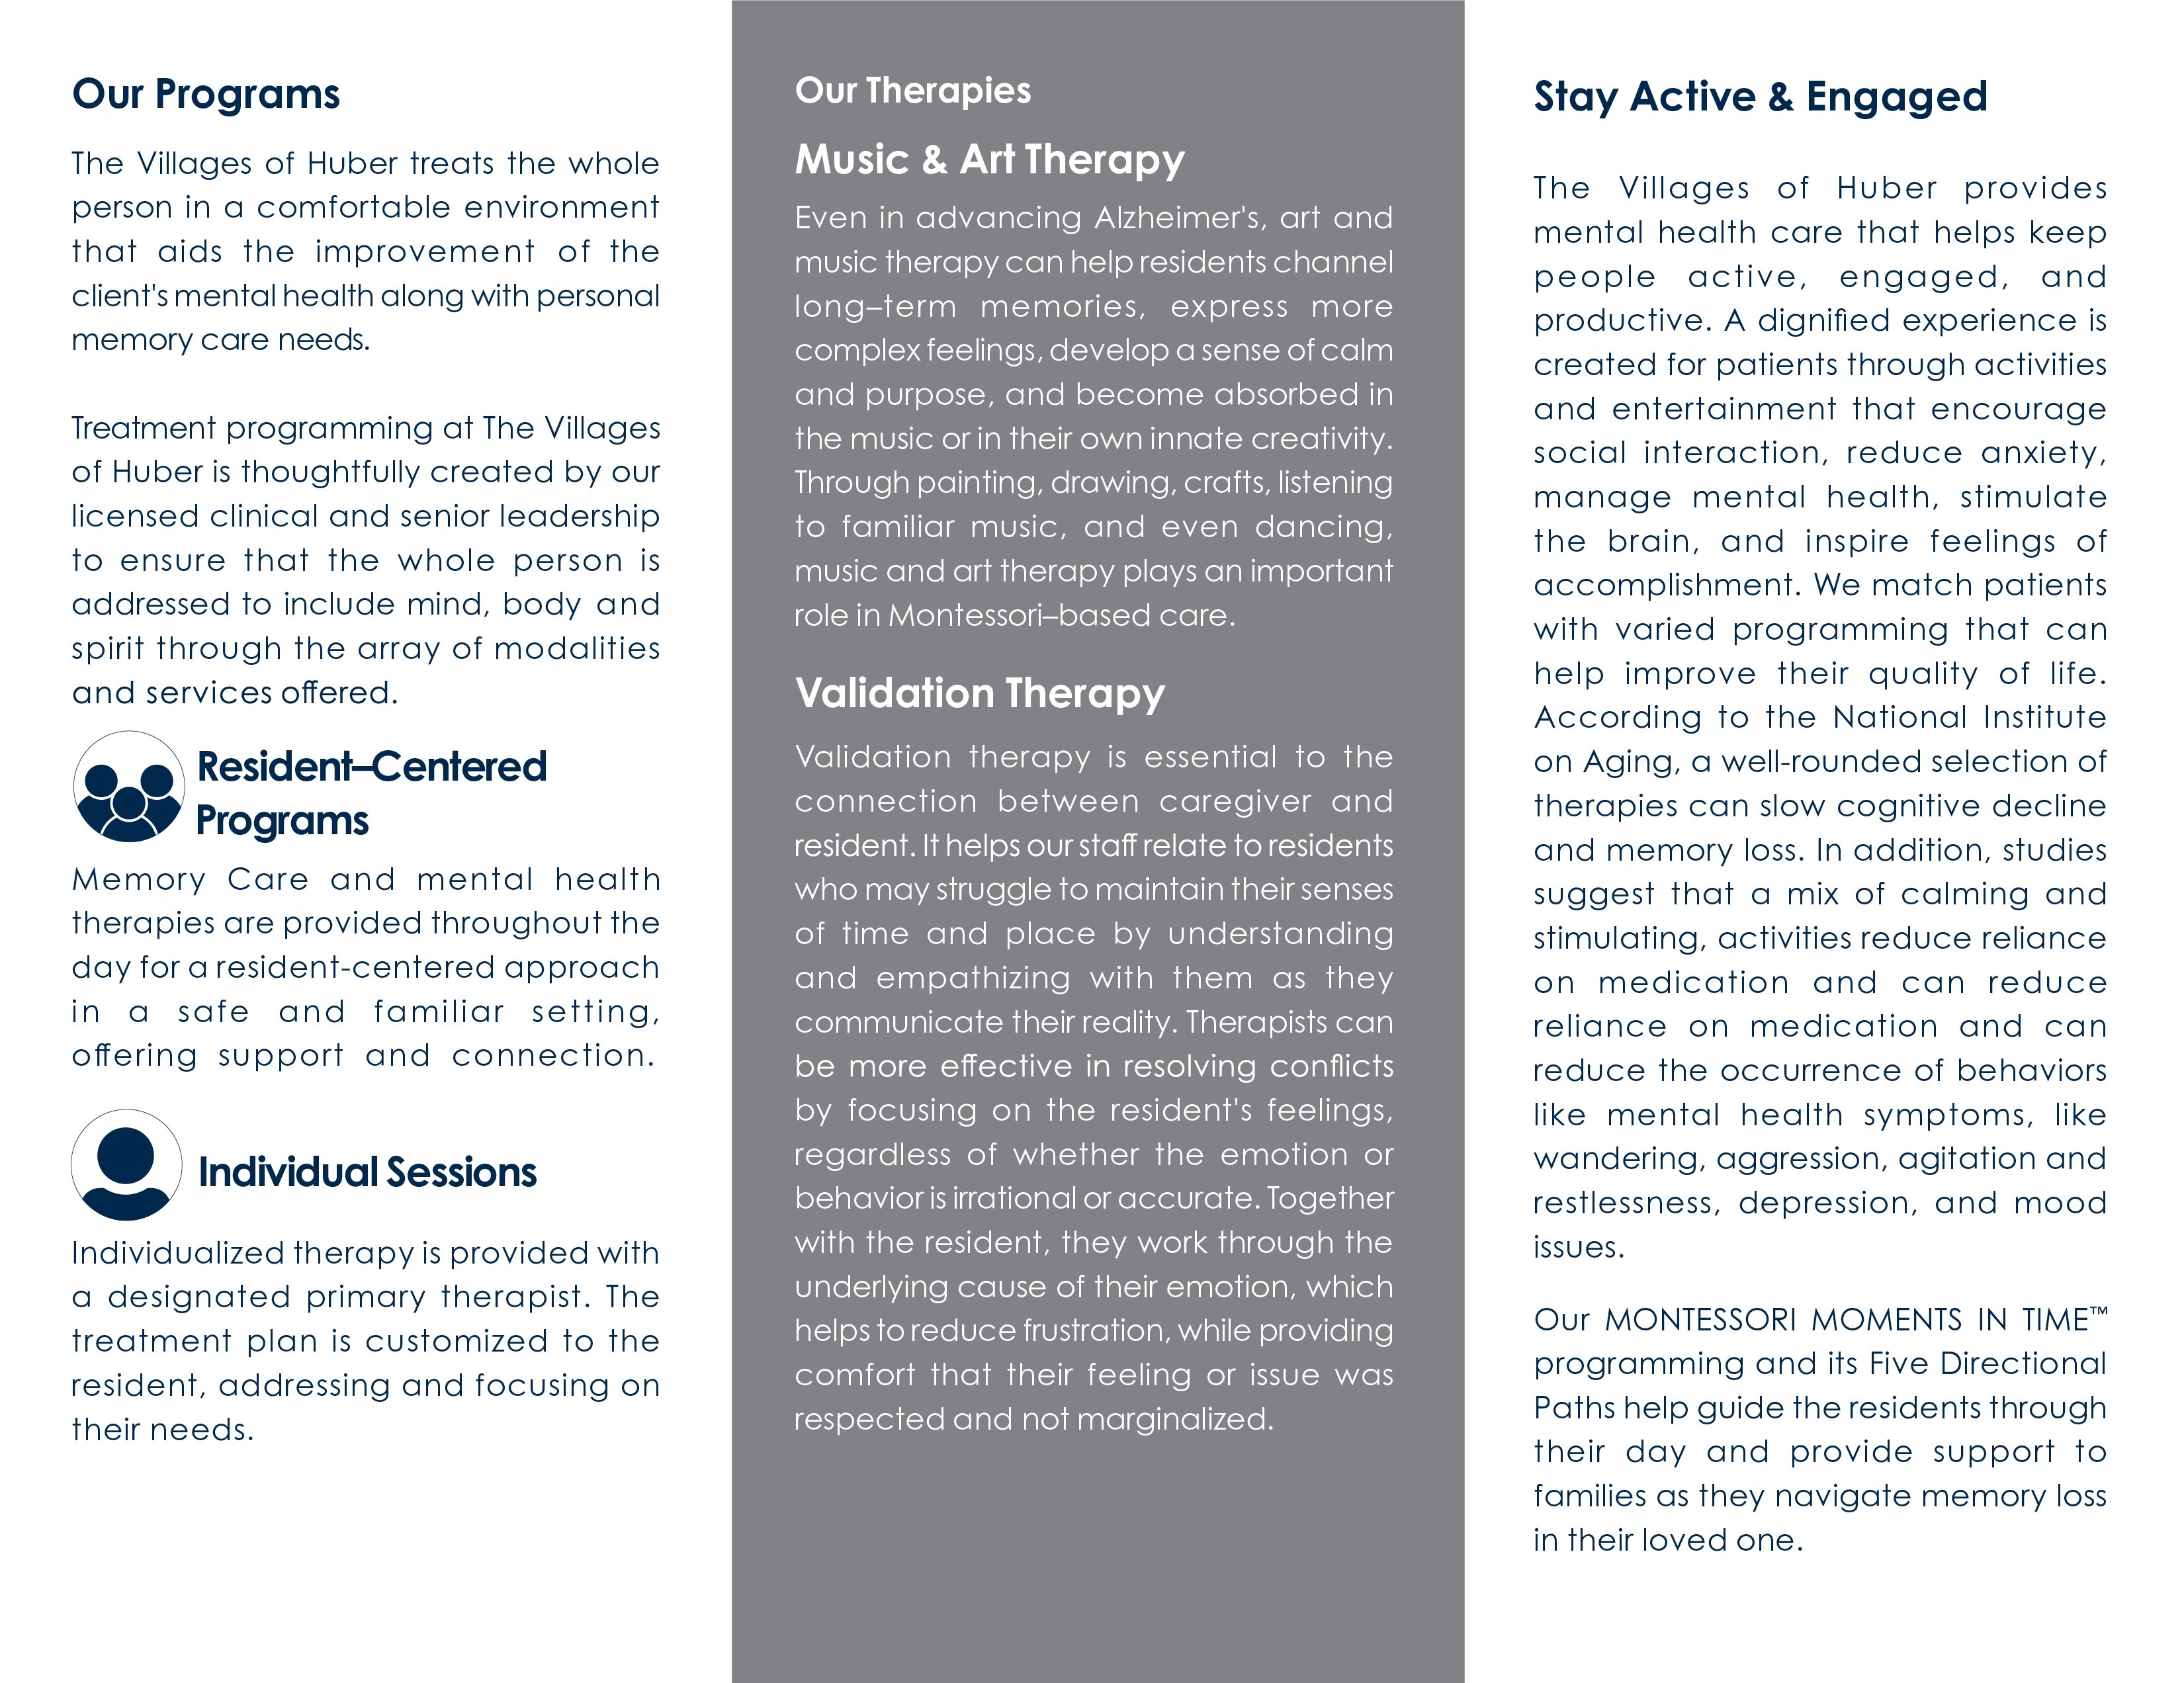 Our Programs
The Villages of Huber treats the whole
person in a comfortable environment
that aids the improvement of the
client's mental health along with personal
memory care needs.
Treatment programming at The Villages
of Huber is thoughtfully created by our
licensed clinical and senior leadership
to ensure that the whole person is
addressed to include mind, body and
spirit through the array of modalities
and services offered.
Resident–Centered
Programs
Memory Care and mental health
therapies are provided throughout the
day for a resident-centered approach
in a safe and familiar setting,
offering support and connection.
Individual Sessions
Individualized therapy is provided with
a designated primary therapist. The
treatment plan is customized to the
resident, addressing and focusing on
their needs.
Our Therapies
Music & Art Therapy
Even in advancing Alzheimer's, art and
music therapy can help residents channel
long–term memories, express more
complex feelings, develop a sense of calm
and purpose, and become absorbed in
the music or in their own innate creativity.
Through painting, drawing, crafts, listening
to familiar music, and even dancing,
music and art therapy plays an important
role in Montessori–based care.
Validation Therapy
Validation therapy is essential to the
connection between caregiver and
resident. It helps our staff relate to residents
who may struggle to maintain their senses
of time and place by understanding
and empathizing with them as they
communicate their reality. Therapists can
be more effective in resolving conflicts
by focusing on the resident's feelings,
regardless of whether the emotion or
behavior is irrational or accurate. Together
with the resident, they work through the
underlying cause of their emotion, which
helps to reduce frustration, while providing
comfort that their feeling or issue was
respected and not marginalized.
Stay Active & Engaged
The Villages of Huber provides
mental health care that helps keep
people active, engaged, and
productive. A dignified experience is
created for patients through activities
and entertainment that encourage
social interaction, reduce anxiety,
manage mental health, stimulate
the brain, and inspire feelings of
accomplishment. We match patients
with varied programming that can
help improve their quality of life.
According to the National Institute
on Aging, a well-rounded selection of
therapies can slow cognitive decline
and memory loss. In addition, studies
suggest that a mix of calming and
stimulating, activities reduce reliance
on medication and can reduce
reliance on medication and can
reduce the occurrence of behaviors
like mental health symptoms, like
wandering, aggression, agitation and
restlessness, depression, and mood
issues.
Our MONTESSORI MOMENTS IN TIME™
programming and its Five Directional
Paths help guide the residents through
their day and provide support to
families as they navigate memory loss
in their loved one.